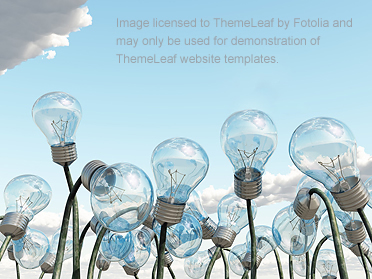 Image licensed to ThemeLeaf by Fotolia and
may only be used for demonstration of
ThemeLeaf website templates.